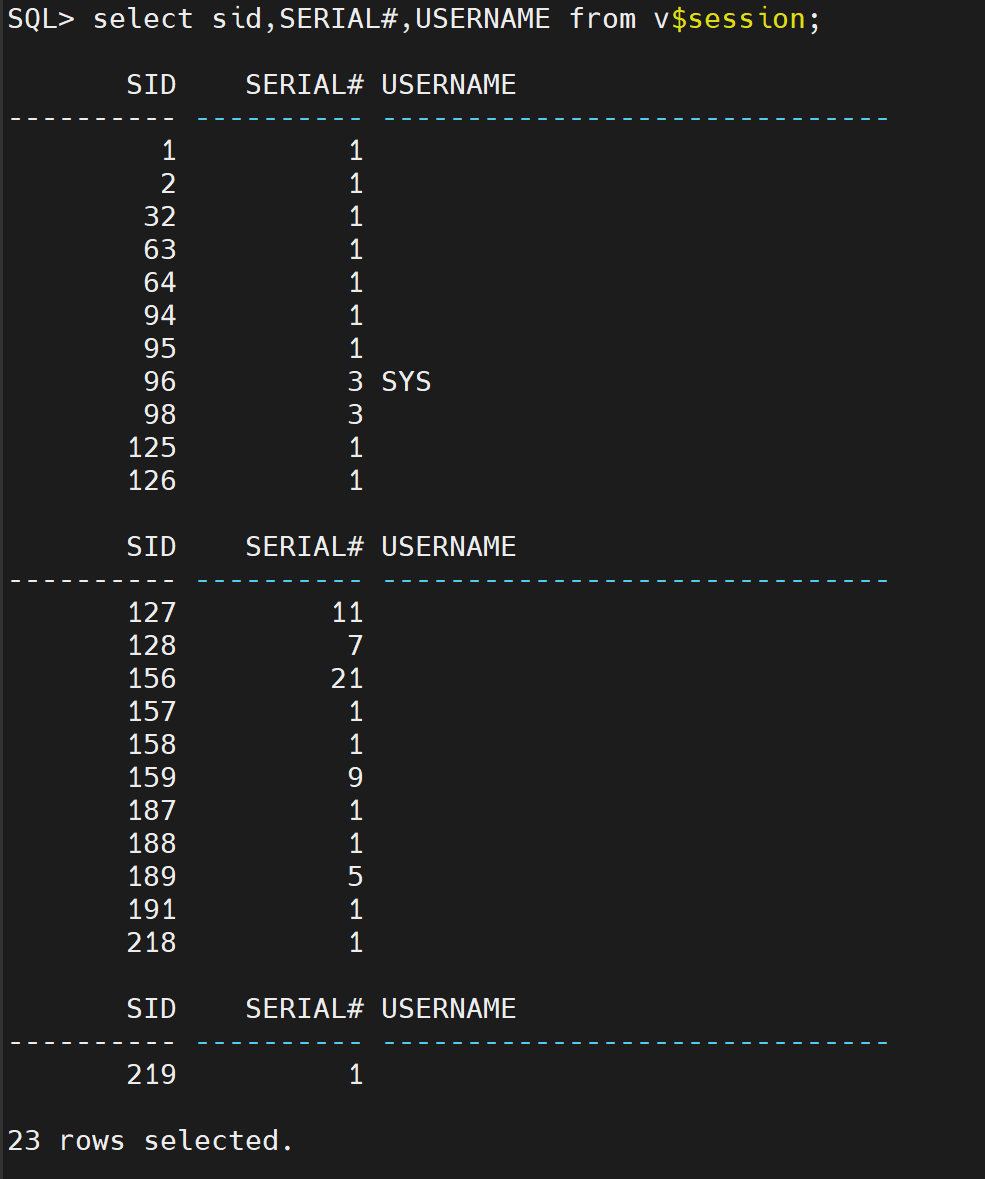 SQL> select sid,SERIAL#,USERNAME from v$session;
SID SERIAL# USERNAME
---------- ---------- ------------------------------
1 1
2 1
32 1
63 1
64 1
94 1
95 1
96 3 SYS
98 3
125 1
126 1
SID SERIAL# USERNAME
---------- ---------- ------------------------------
127 11
128 7
156 21
157 1
158 1
159 9
187 1
188 1
189 5
191 1
218 1
SID SERIAL# USERNAME
---------- ---------- ------------------------------
219 1
23 rows selected.